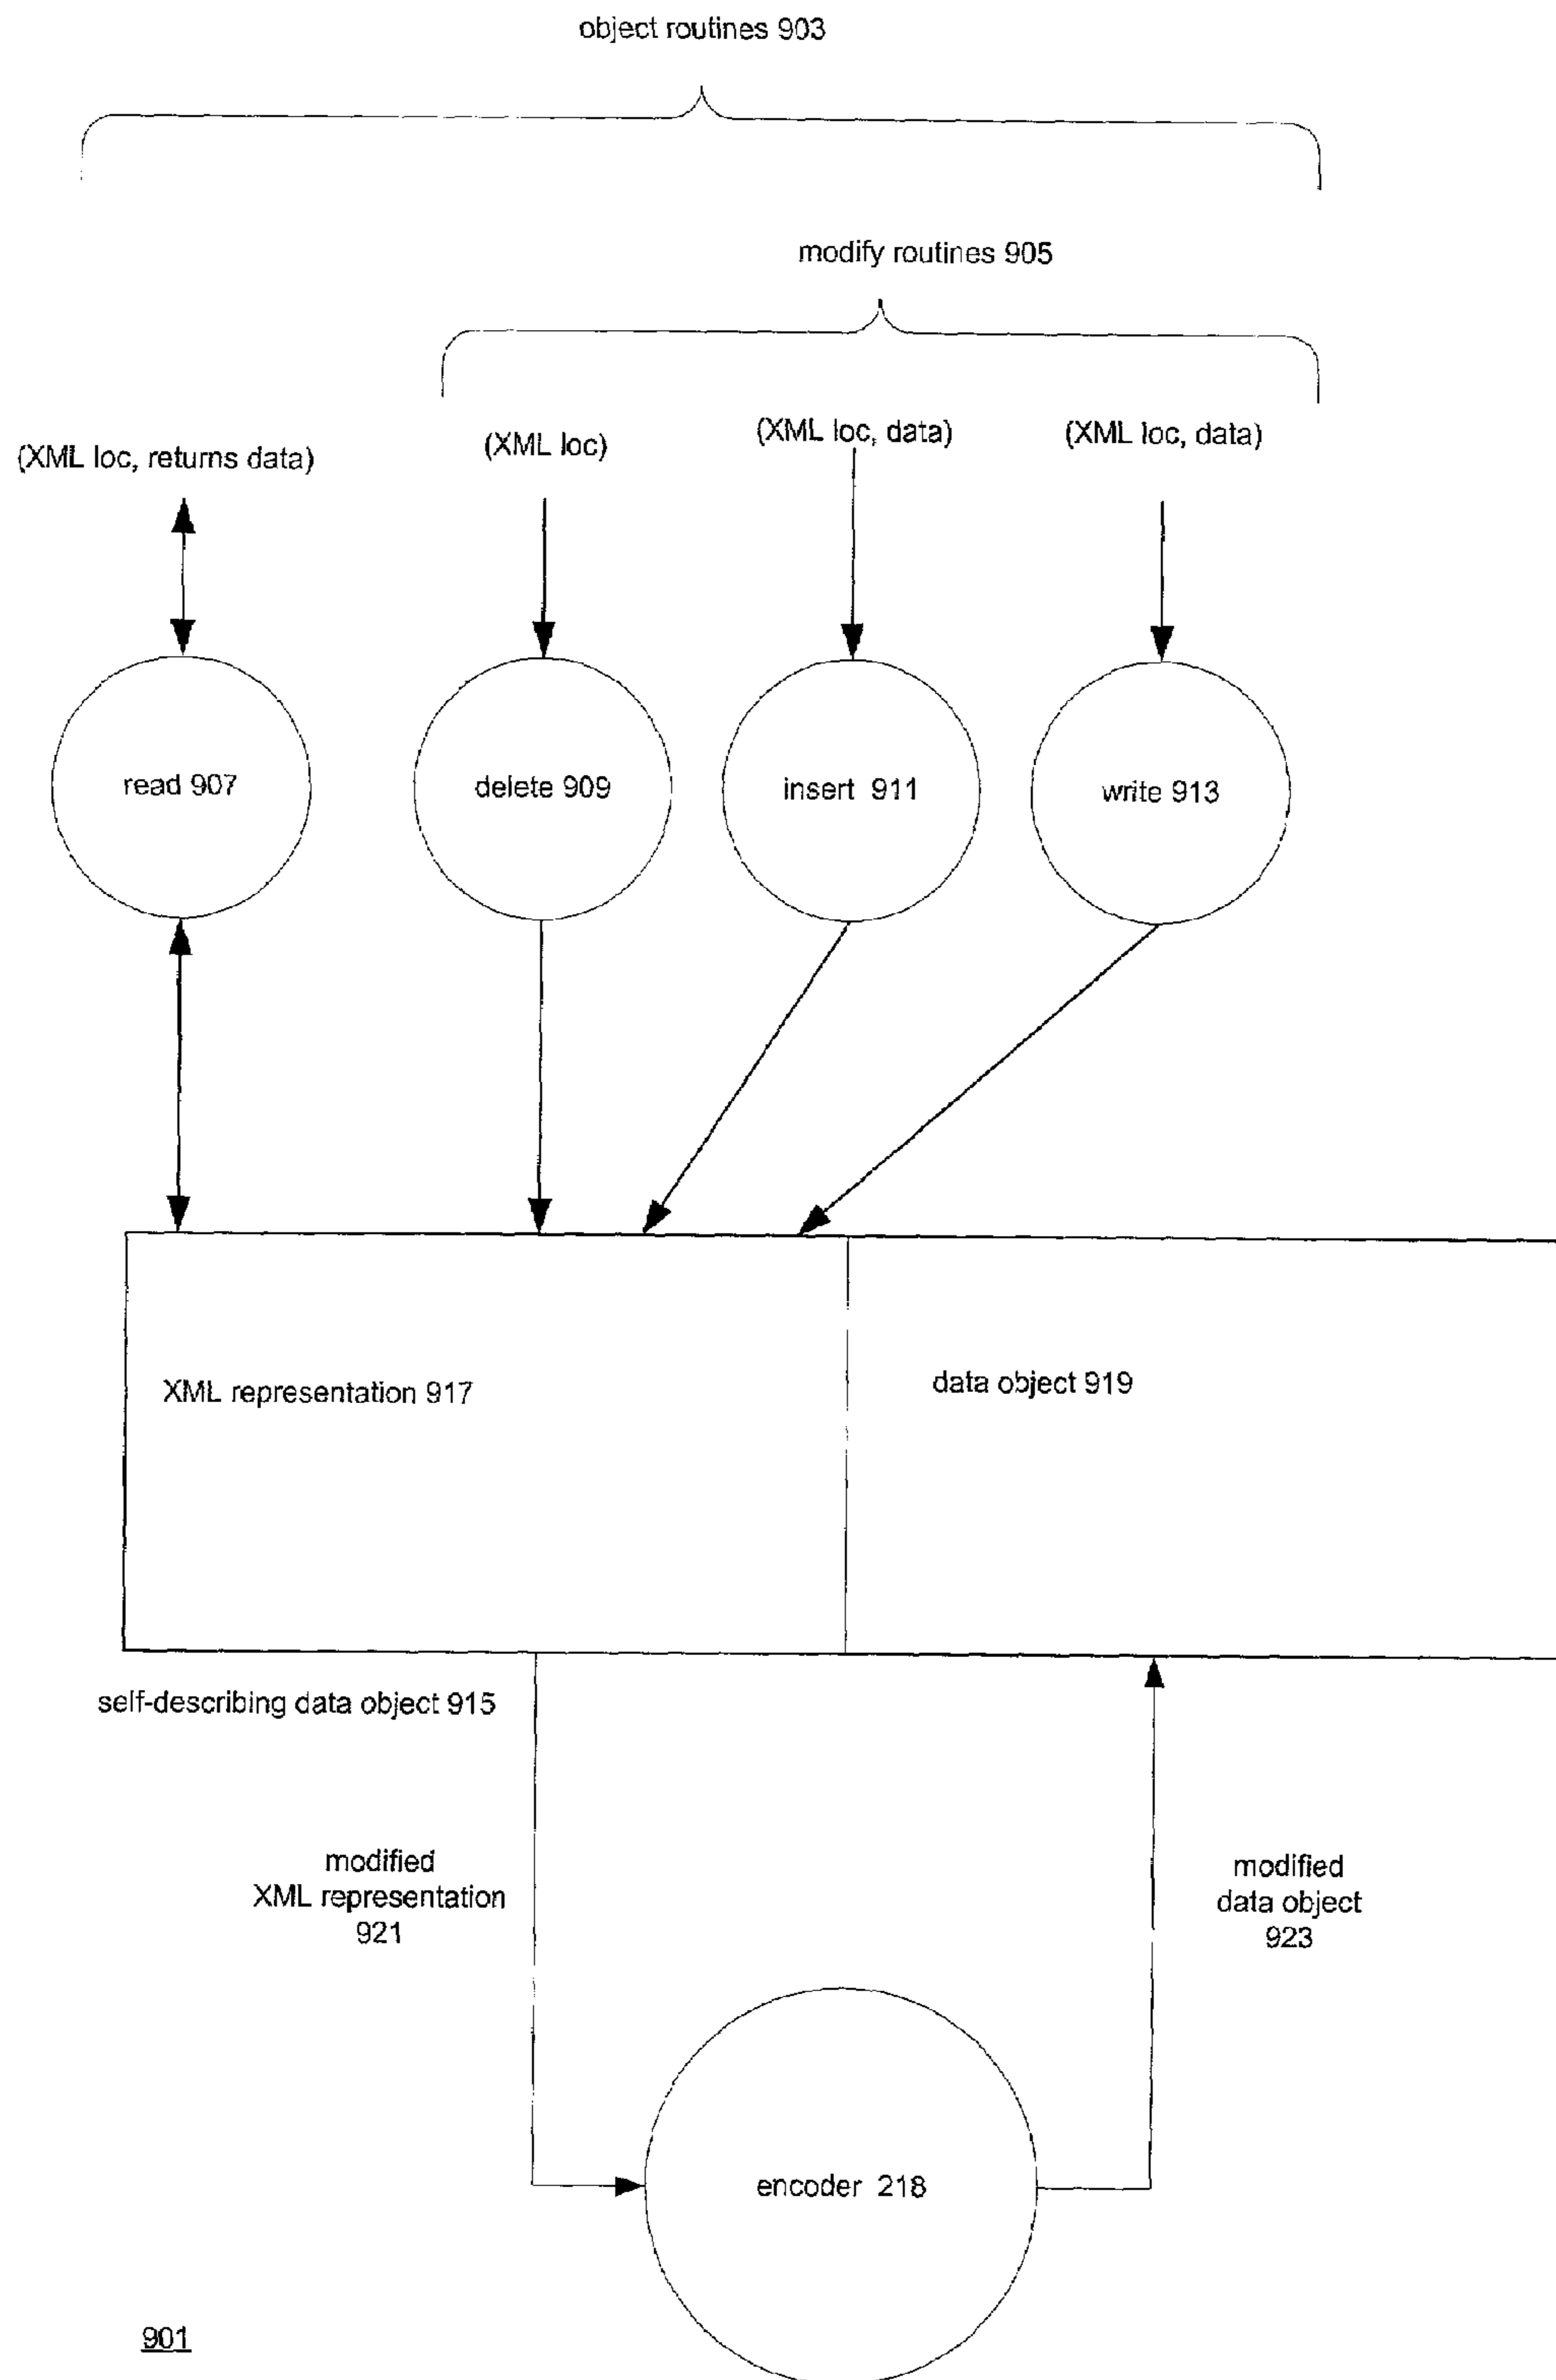 object routines 903
modify routines 905
(XML loc, returns data)
(XML loc)
(XML loc, data)
(XML loc, data)
read 907
delete 909
insert 911
write 913
XML representation 917
data object 919
self-describing data object 915
modified
XML representation
921
modified
data object
923
encoder 218
901